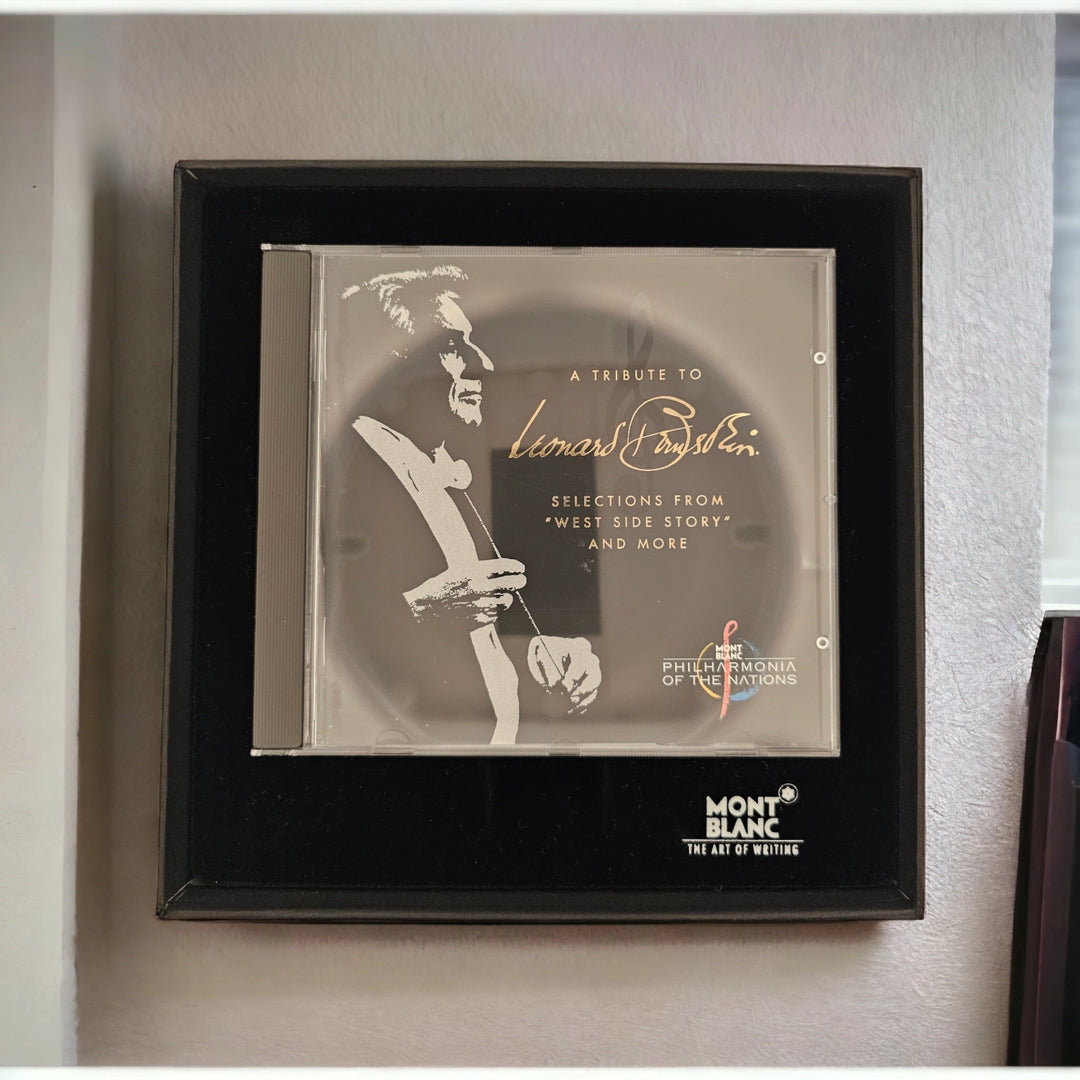 A TRIBUTE TO
Leonard Bernstein
SELECTIONS FROM
"WEST SIDE STORY"
AND MORE
MONT
BLANC
PHILHARMONIA
OF THE NATIONS
MONT
BLANC
THE ART OF WRITING